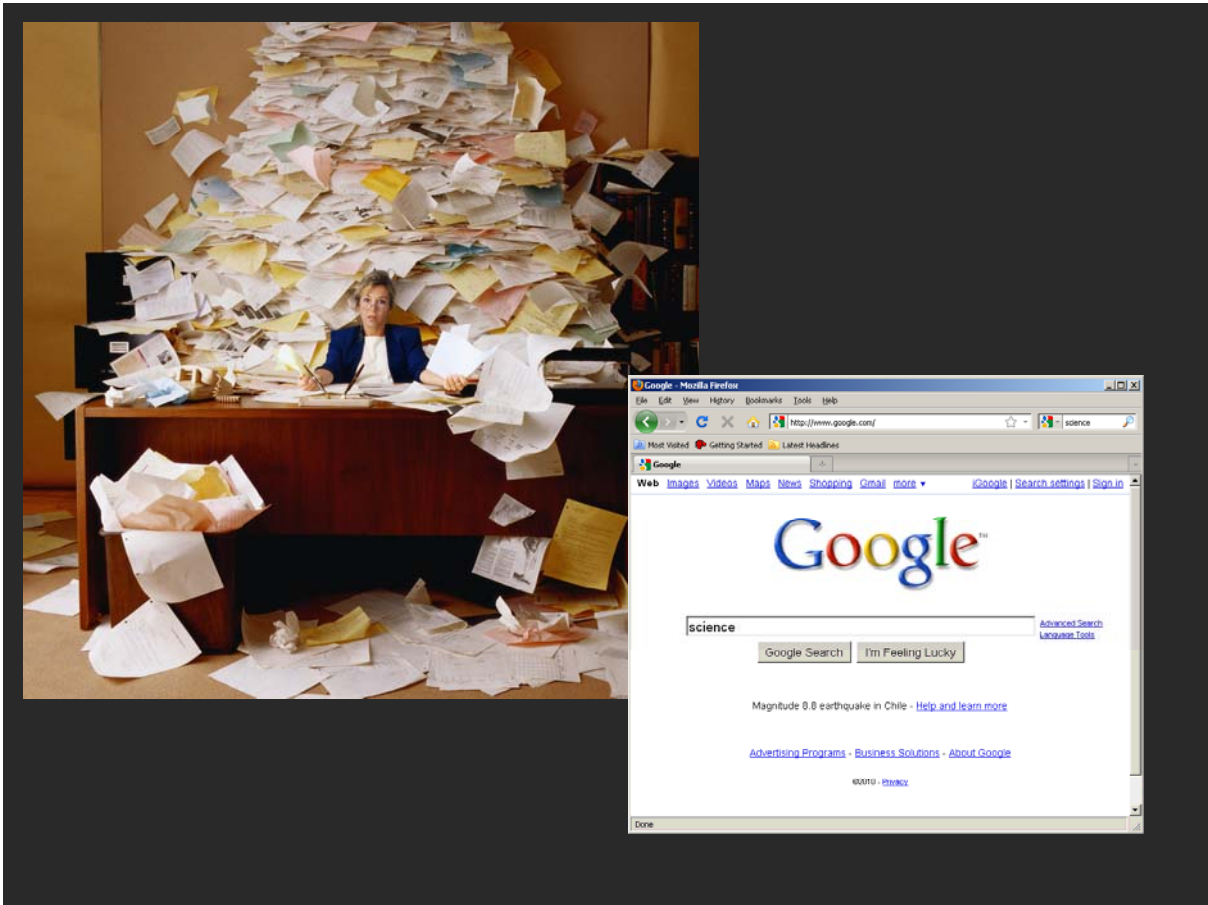 Google - Mozilla Firefox
File Edit View History Bookmarks Tools Help
http://www.google.com/ science
Most Visited Getting Started Latest Headlines
Google
Web Images Videos Maps News Shopping Gmail more ▼ iGoogle | Search settings | Sign in
Google™
science
Advanced Search
Language Tools
Google Search I'm Feeling Lucky
Magnitude 8.8 earthquake in Chile - Help and learn more
Advertising Programs - Business Solutions - About Google
©2010 - Privacy
Done